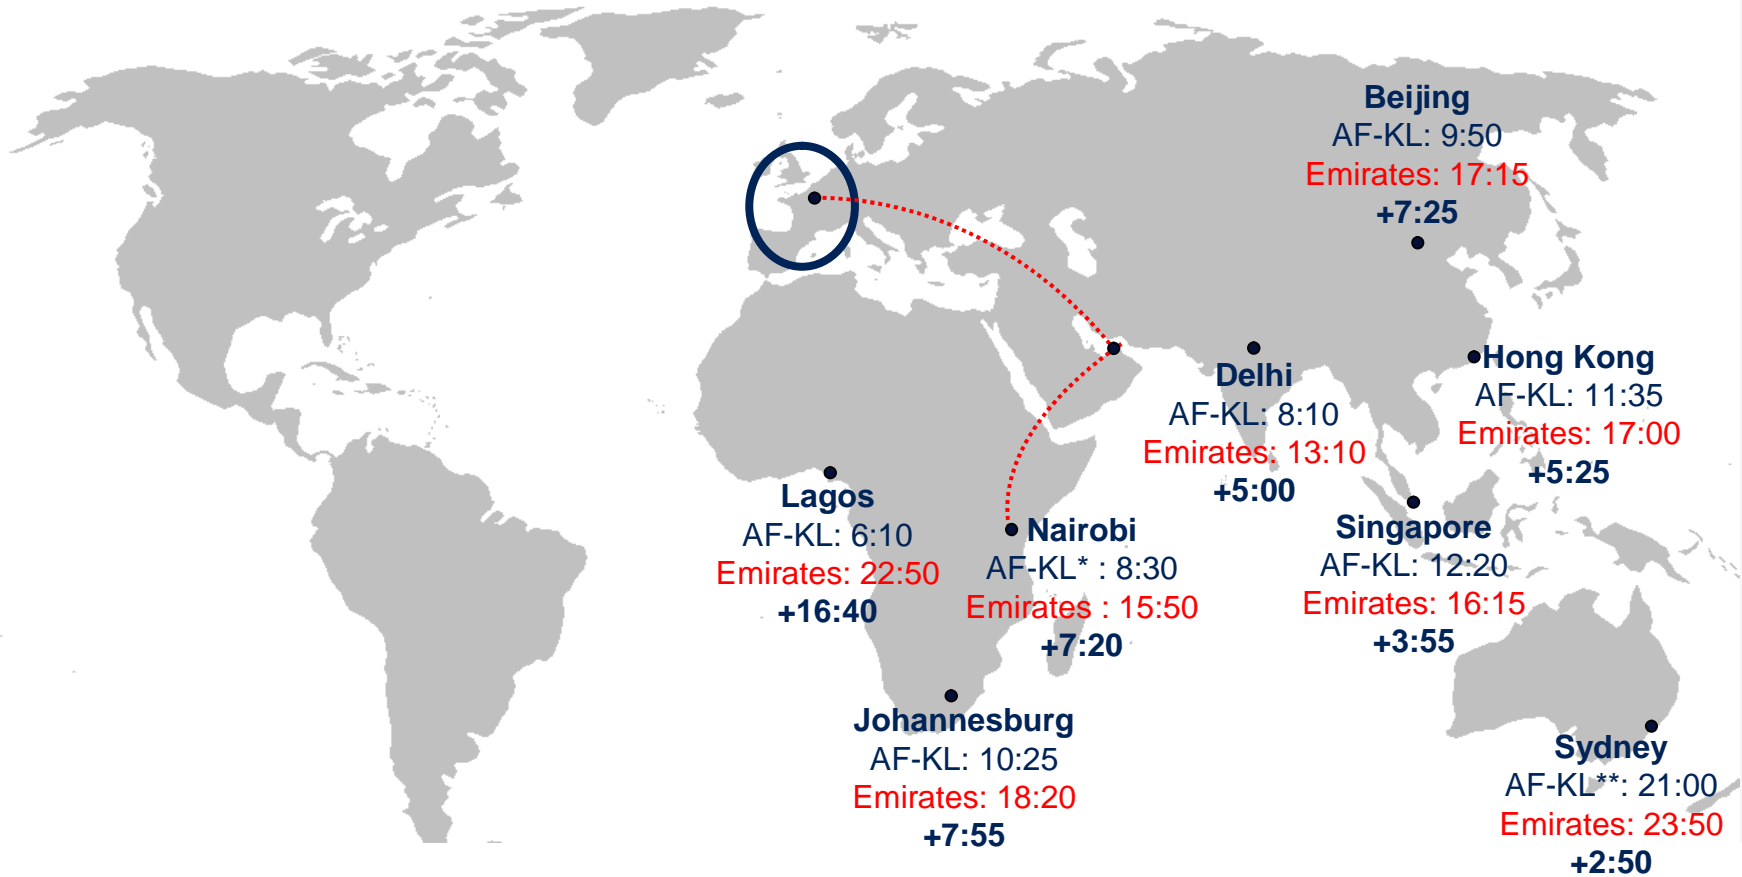 Beijing
AF-KL: 9:50
Emirates: 17:15
+7:25
Hong Kong
AF-KL: 11:35
Emirates: 17:00
+5:25
Delhi
AF-KL: 8:10
Emirates: 13:10
+5:00
Lagos
AF-KL: 6:10
Emirates: 22:50
+16:40
Nairobi
AF-KL* : 8:30
Emirates : 15:50
+7:20
Singapore
AF-KL: 12:20
Emirates: 16:15
+3:55
Johannesburg
AF-KL: 10:25
Emirates: 18:20
+7:55
Sydney
AF-KL**: 21:00
Emirates: 23:50
+2:50